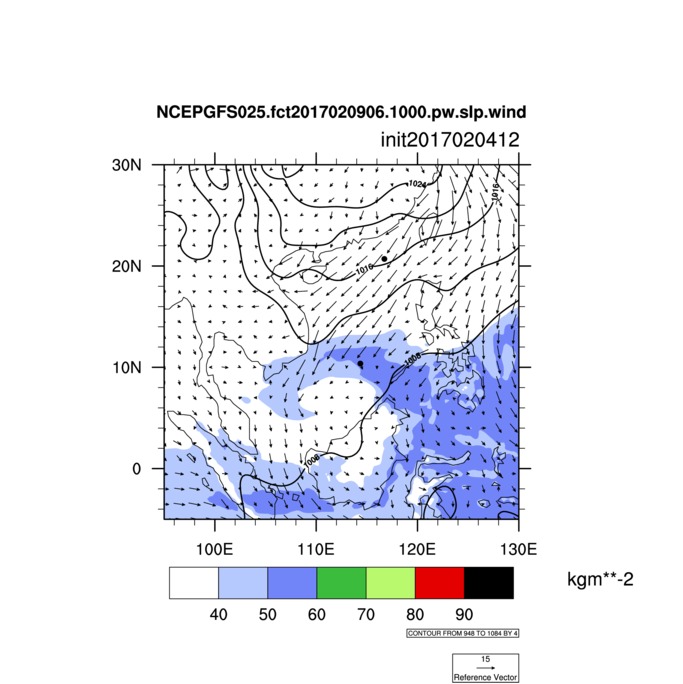 NCEPGFS025.fct2017020906.1000.pw.slp.wind
init2017020412
30N
20N
10N
0
1024
1016
1016
1008
1008
100E 110E 120E 130E
kgm**-2
40 50 60 70 80 90
CONTOUR FROM 948 TO 1084 BY 4
15
Reference Vector